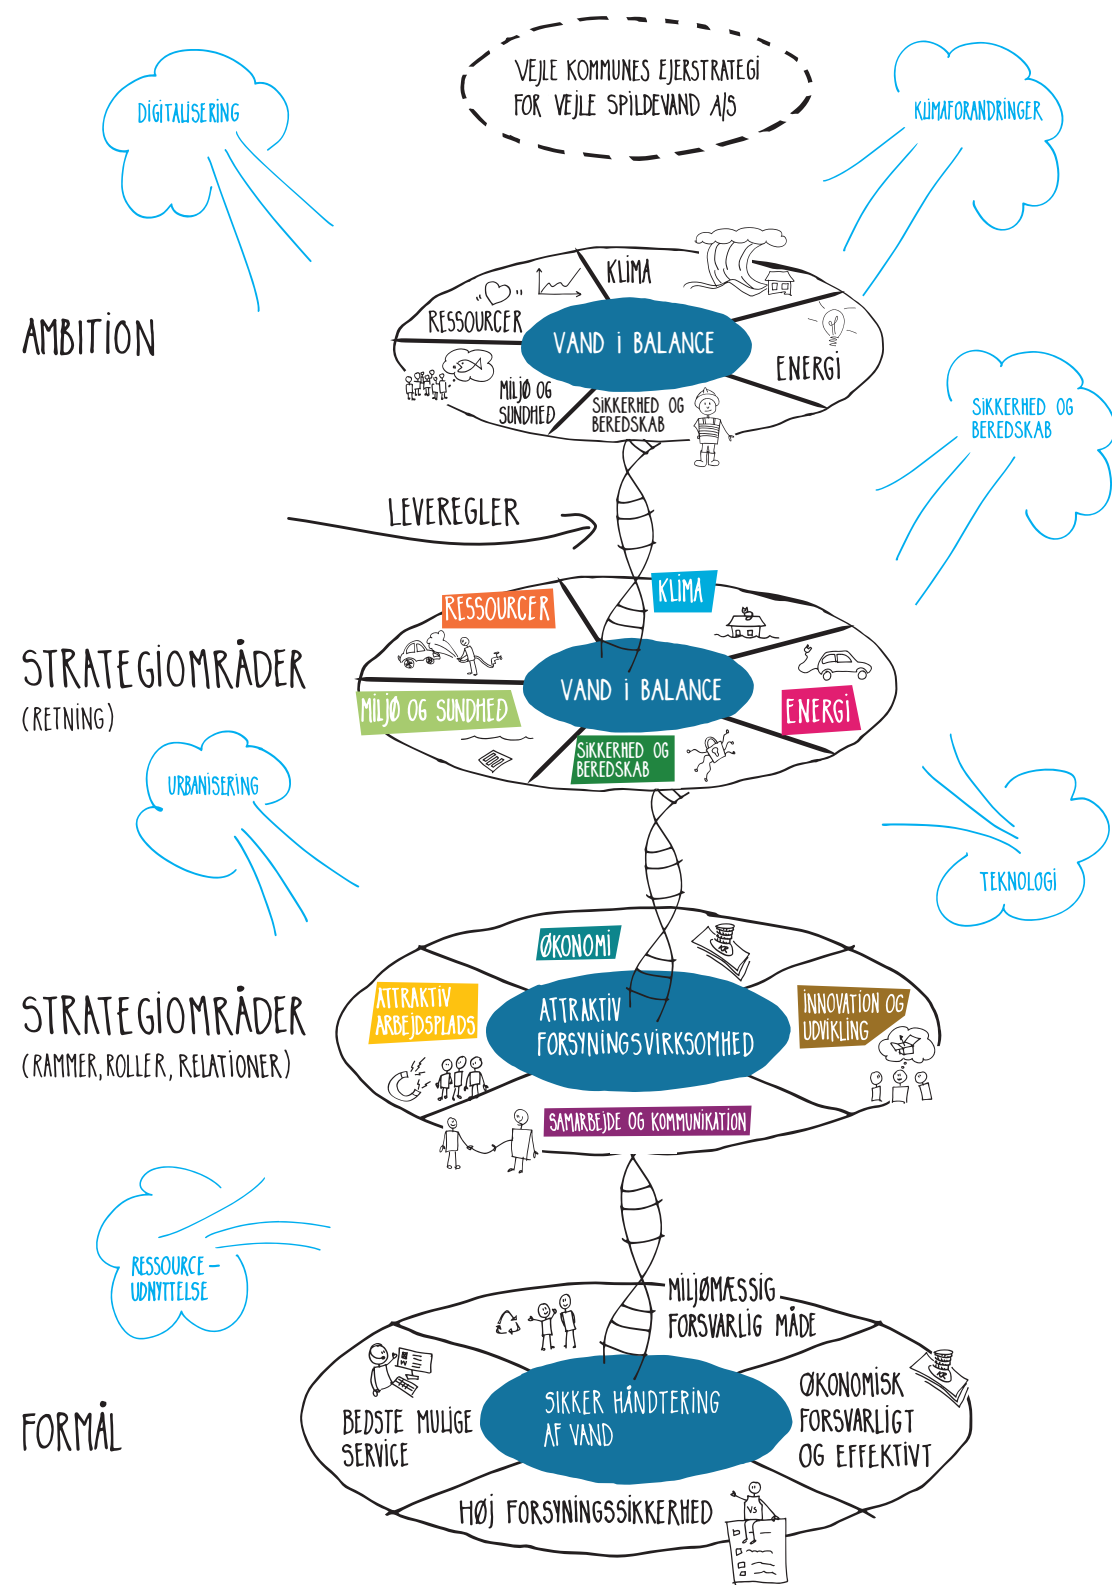 VEJLE KOMMUNES EJERSTRATEGI
FOR VEJLE SPILDEVAND A/S
DIGITALISERING
KLIMAFORANDRINGER
AMBITION
KLIMA
RESSOURCER
VAND I BALANCE
ENERGI
MILJØ OG
SUNDHED
SIKKERHED OG
BEREDSKAB
SIKKERHED OG
BEREDSKAB
LEVEREGLER
STRATEGIOMRÅDER
(RETNING)
RESSOURCER
KLIMA
VAND I BALANCE
MILJØ OG SUNDHED
ENERGI
SIKKERHED OG
BEREDSKAB
URBANISERING
TEKNOLOGI
STRATEGIOMRÅDER
(RAMMER, ROLLER, RELATIONER)
ØKONOMI
ATTRAKTIV
ARBEJDSPLADS
ATTRAKTIV
FORSYNINGSVIRKSOMHED
INNOVATION OG
UDVIKLING
SAMARBEJDE OG KOMMUNIKATION
RESSOURCE-
UDNYTTELSE
FORMÅL
MILJØMÆSSIG
FORSVARLIG MÅDE
BEDSTE MULIGE
SERVICE
SIKKER HÅNDTERING
AF VAND
ØKONOMISK
FORSVARLIGT
OG EFFEKTIVT
HØJ FORSYNINGSSIKKERHED
VS